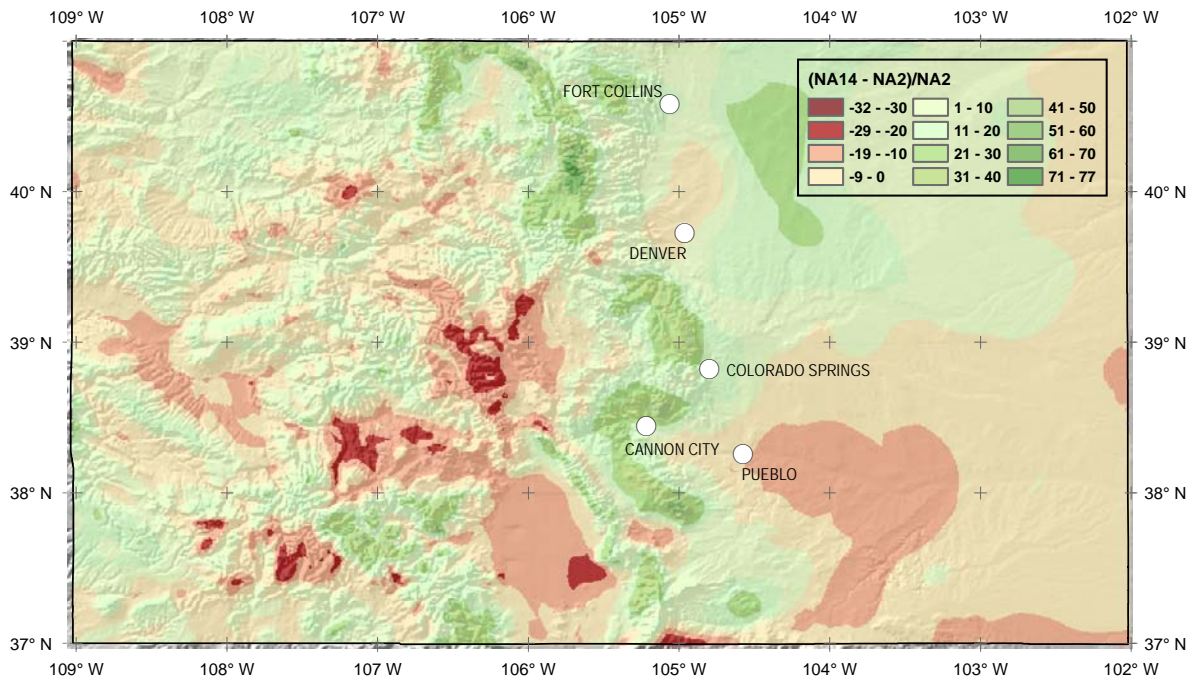 109° W 108° W 107° W 106° W 105° W 104° W 103° W 102° W
(NA14 - NA2)/NA2
-32 - -30 1 - 10 41 - 50
-29 - -20 11 - 20 51 - 60
-19 - -10 21 - 30 61 - 70
-9 - 0 31 - 40 71 - 77
FORT COLLINS
40° N 40° N
DENVER
39° N 39° N
COLORADO SPRINGS
CANNON CITY
PUEBLO
38° N 38° N
37° N 37° N
109° W 108° W 107° W 106° W 105° W 104° W 103° W 102° W